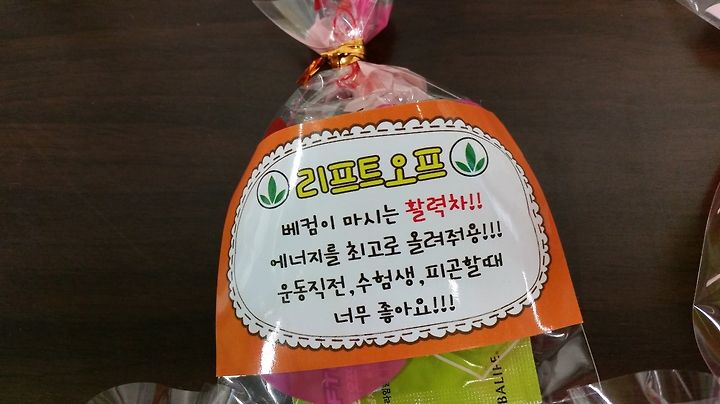 리프트오프
베컴이 마시는 활력차!!
에너지를 최고로 올려줘용!!!
운동직전,수험생,피곤할때
너무 좋아요!!!